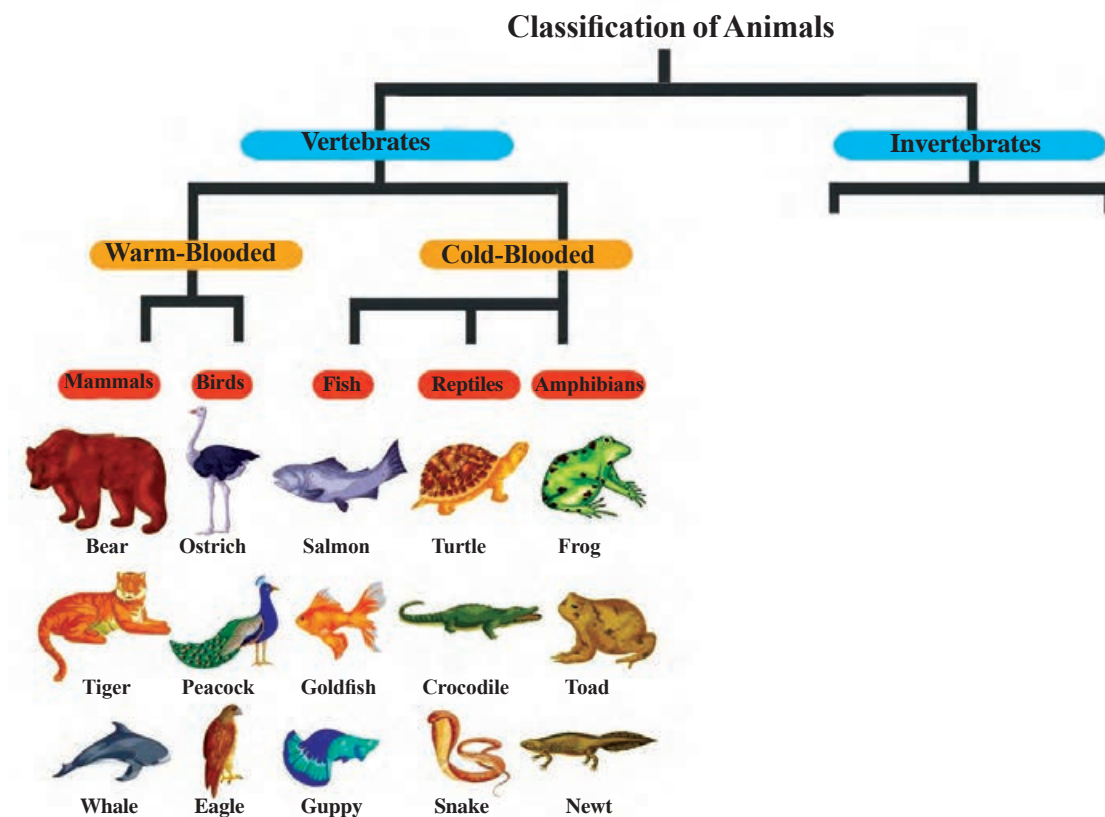 Classification of Animals
Vertebrates
Invertebrates
Warm-Blooded
Cold-Blooded
Mammals
Birds
Fish
Reptiles
Amphibians
Bear
Ostrich
Salmon
Turtle
Frog
Tiger
Peacock
Goldfish
Crocodile
Toad
Whale
Eagle
Guppy
Snake
Newt